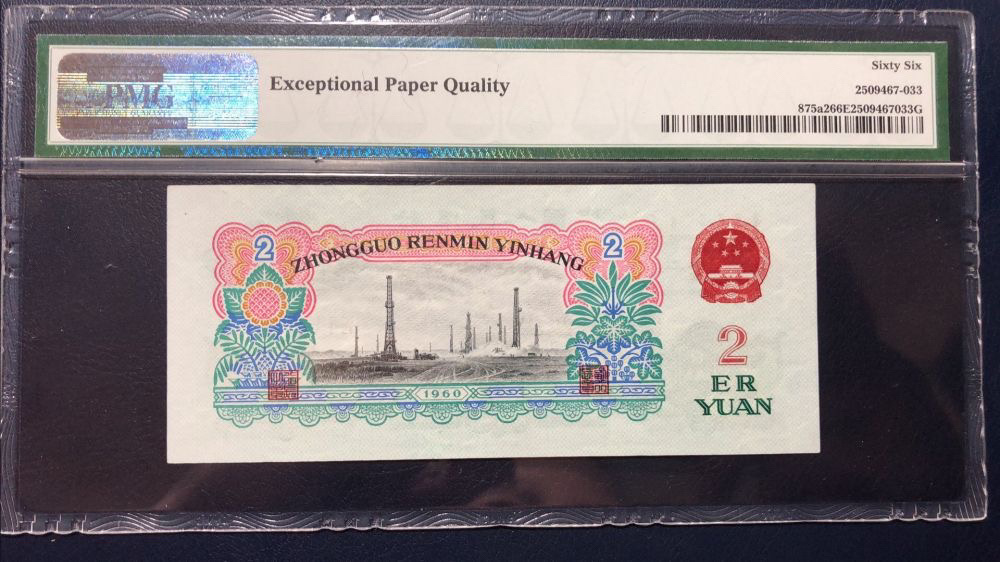 PMG
Exceptional Paper Quality
Sixty Six
2509467-033
875a266E2509467033G
2
2
ZHONGGUO RENMIN YINHANG
2
ER
YUAN
1960